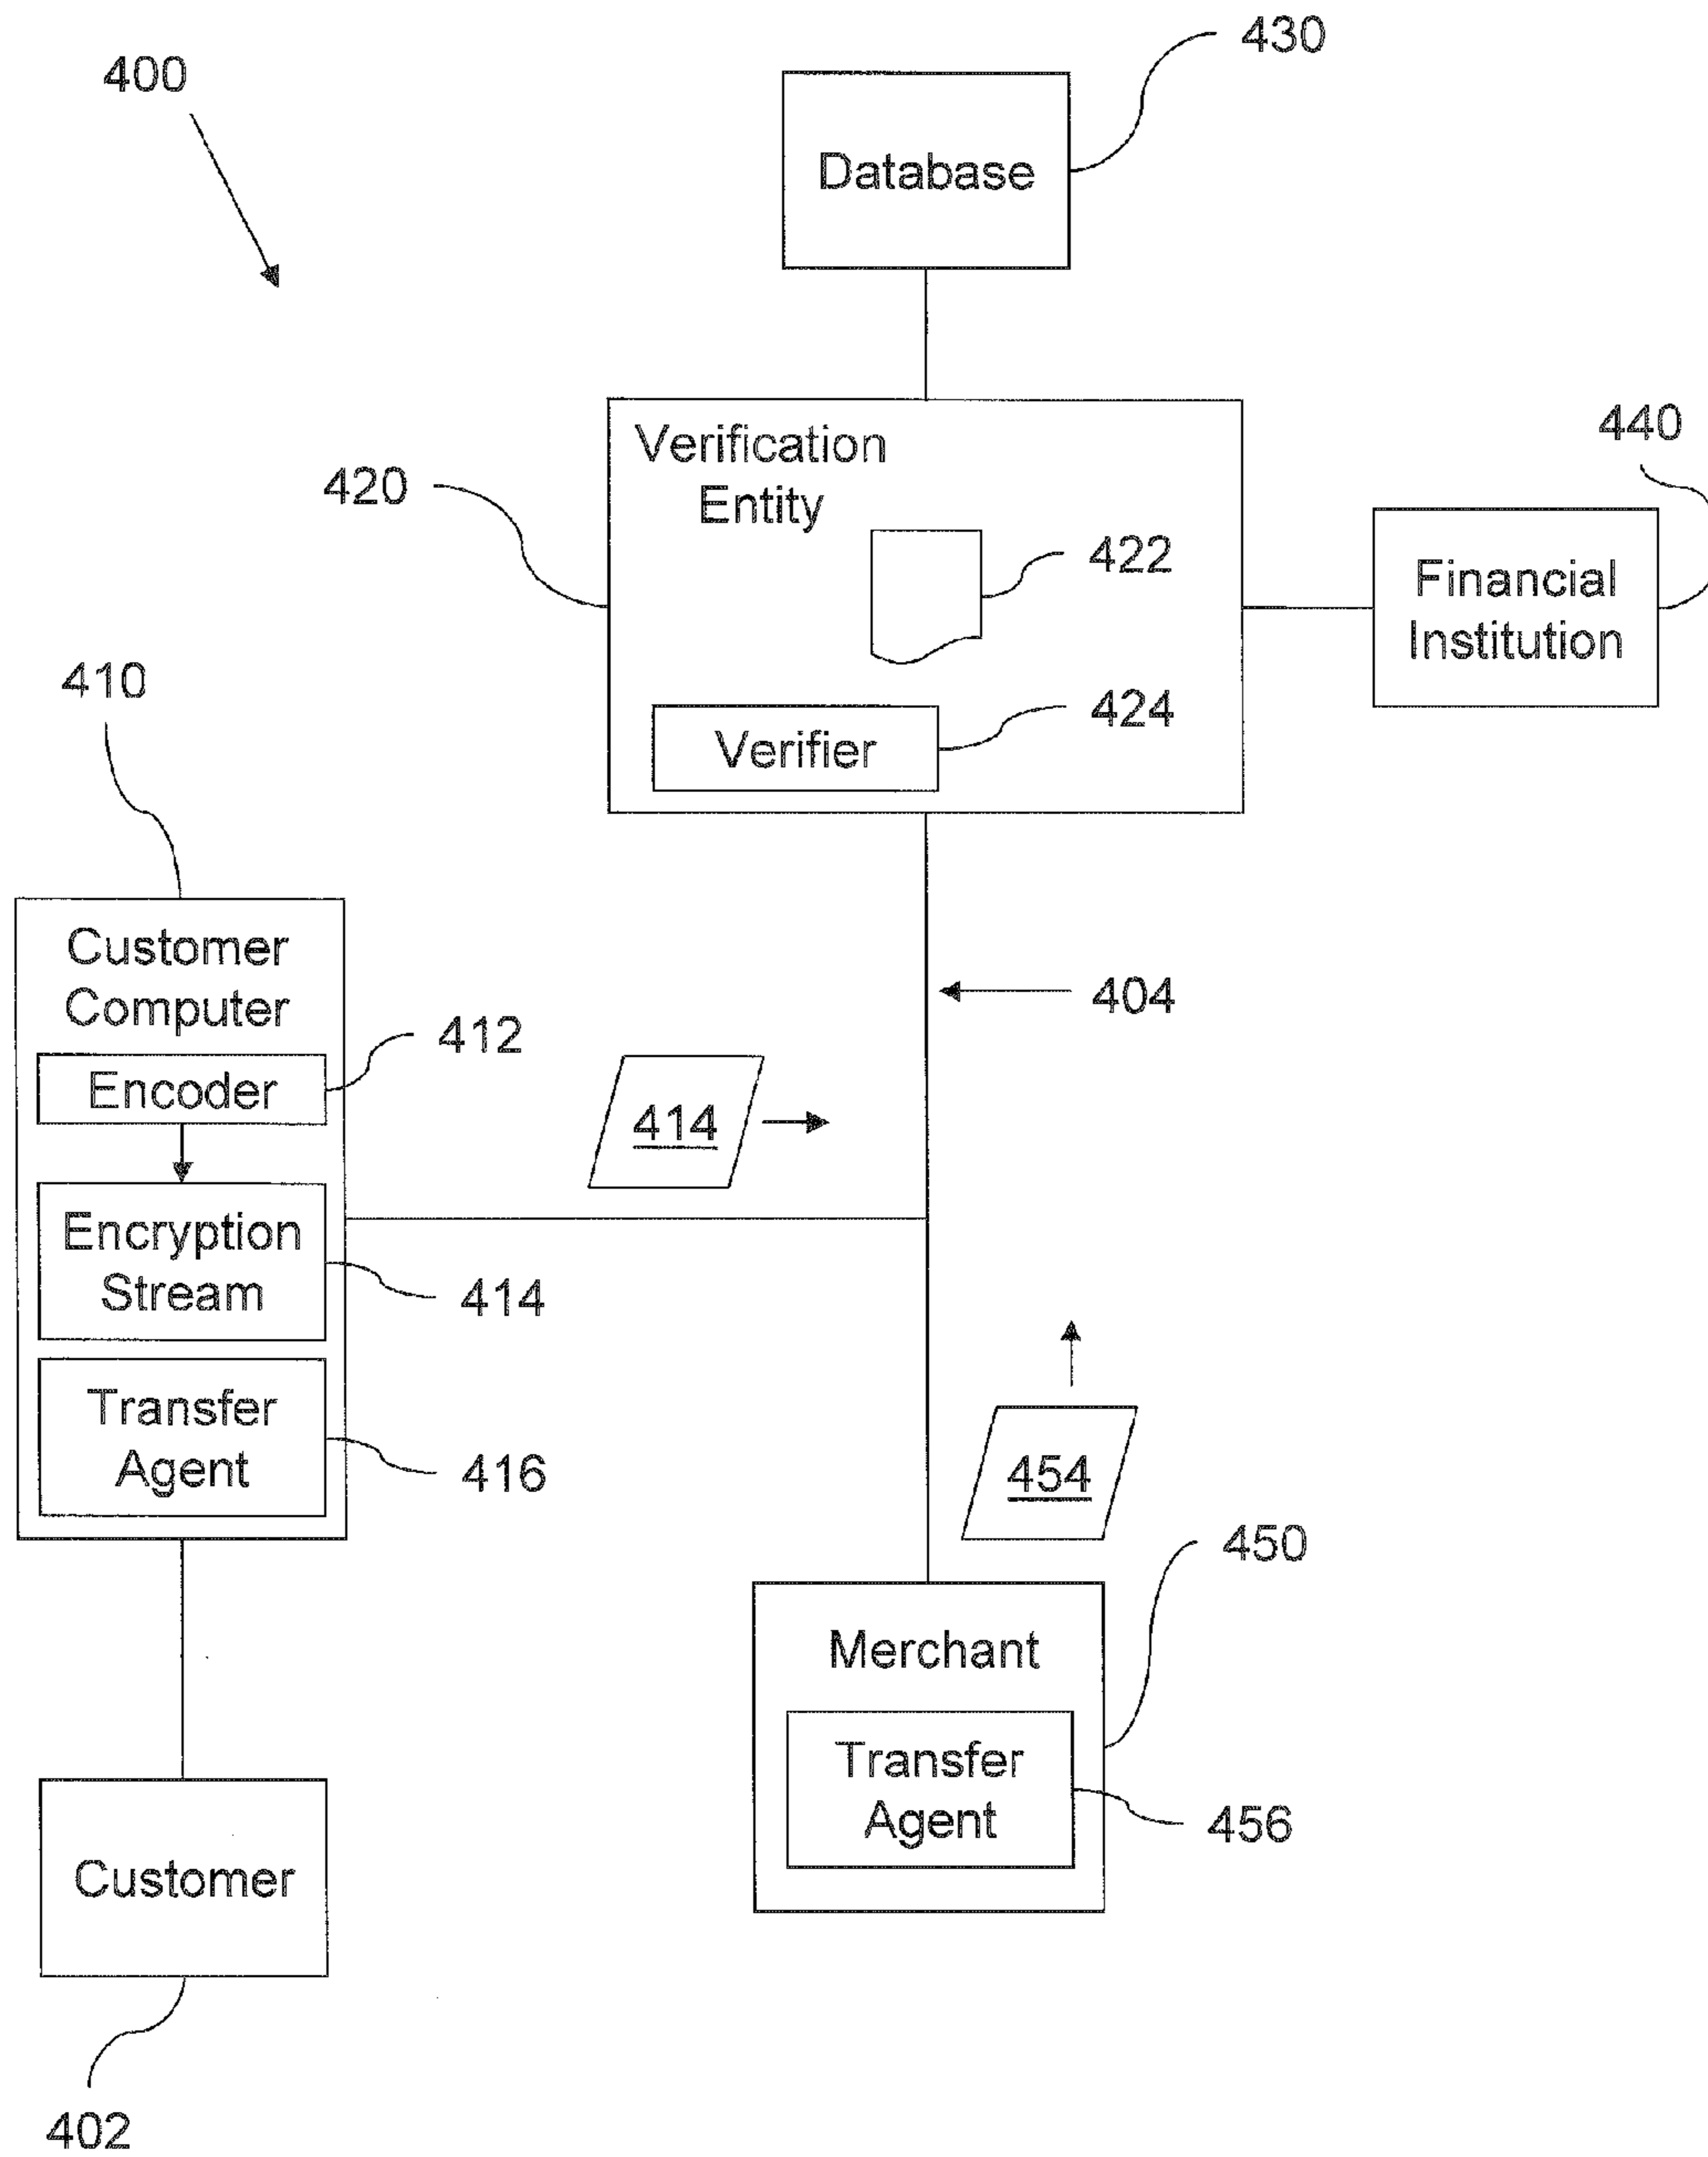 430
400
Database
440
Verification
Entity
420
422
Financial
Institution
410
424
Verifier
Customer
Computer
404
412
Encoder
414
Encryption
Stream
414
Transfer
Agent
416
454
450
Merchant
Transfer
Agent
456
Customer
402